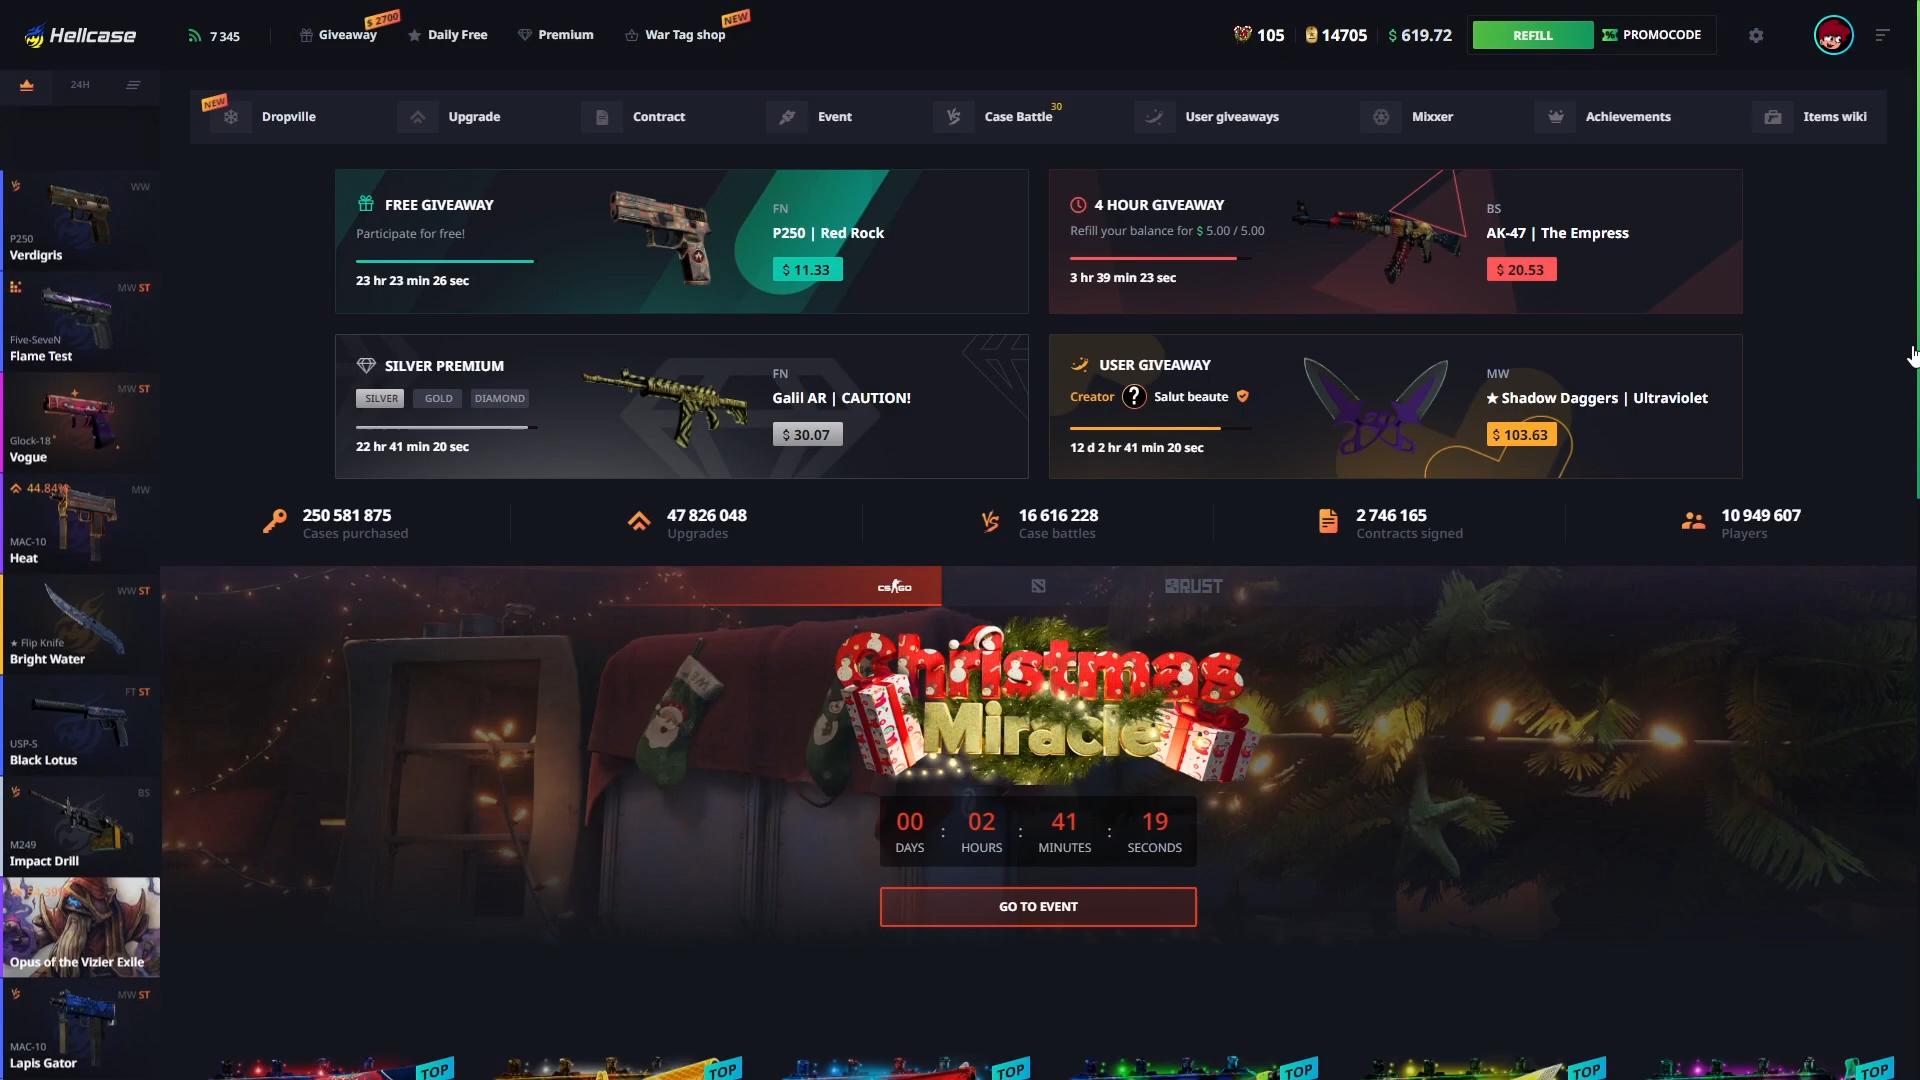 Hellcase
7 345
Giveaway
$ 2700
Daily Free
Premium
War Tag shop
NEW
105
14705
$ 619.72
REFILL
PROMOCODE
24H
NEW
Dropville
Upgrade
Contract
Event
Case Battle
30
User giveaways
Mixxer
Achievements
Items wiki
WW
P250
Verdigris
MW ST
Five-SeveN
Flame Test
MW ST
Glock-18
Vogue
44.84%
MW
MAC-10
Heat
WW ST
★ Flip Knife
Bright Water
FT ST
USP-S
Black Lotus
BS
M249
Impact Drill
Opus of the Vizier Exile
MW ST
MAC-10
Lapis Gator
FREE GIVEAWAY
Participate for free!
23 hr 23 min 26 sec
FN
P250 | Red Rock
$ 11.33
4 HOUR GIVEAWAY
Refill your balance for $ 5.00 / 5.00
3 hr 39 min 23 sec
BS
AK-47 | The Empress
$ 20.53
SILVER PREMIUM
SILVER
GOLD
DIAMOND
22 hr 41 min 20 sec
FN
Galil AR | CAUTION!
$ 30.07
USER GIVEAWAY
Creator
?
Salut beaute
12 d 2 hr 41 min 20 sec
MW
★ Shadow Daggers | Ultraviolet
$ 103.63
250 581 875
Cases purchased
47 826 048
Upgrades
16 616 228
Case battles
2 746 165
Contracts signed
10 949 607
Players
CS GO
RUST
Christmas
Miracle
00 : 02 : 41 : 19
DAYS HOURS MINUTES SECONDS
GO TO EVENT
TOP
TOP
TOP
TOP
TOP
TOP